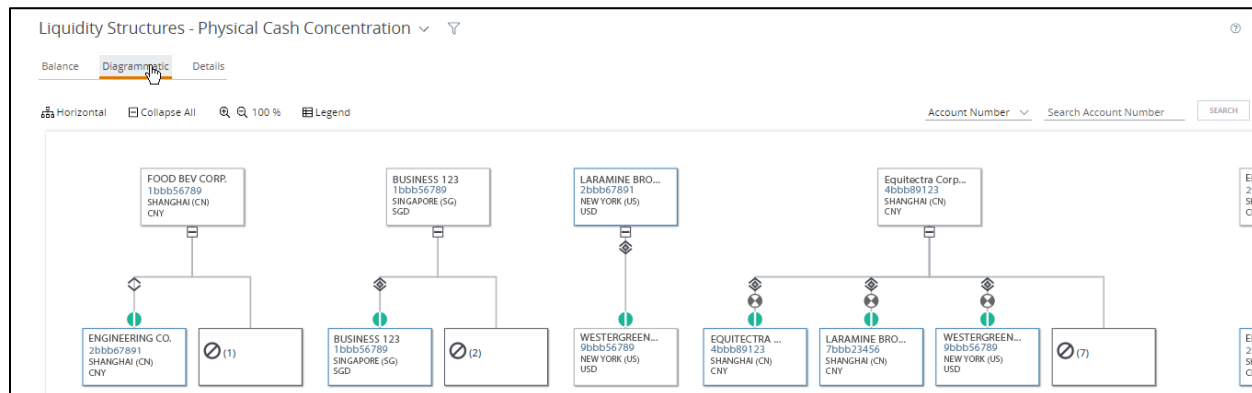 Liquidity Structures - Physical Cash Concentration
Balance Diagrammatic Details
Horizontal Collapse All 100 % Legend Account Number Search Account Number SEARCH
FOOD BEV CORP.
1bbb56789
SHANGHAI (CN)
CNY
BUSINESS 123
1bbb56789
SINGAPORE (SG)
SGD
LARAMINE BRO...
2bbb67891
NEW YORK (US)
USD
Equitectra Corp...
4bbb89123
SHANGHAI (CN)
CNY
ENGINEERING CO.
2bbb67891
SHANGHAI (CN)
CNY
(1)
BUSINESS 123
1bbb56789
SINGAPORE (SG)
SGD
(2)
WESTERGREEN...
9bbb56789
NEW YORK (US)
USD
EQUITECTRA ...
4bbb89123
SHANGHAI (CN)
CNY
LARAMINE BRO...
7bbb23456
SHANGHAI (CN)
CNY
WESTERGREEN...
9bbb56789
NEW YORK (US)
USD
(7)